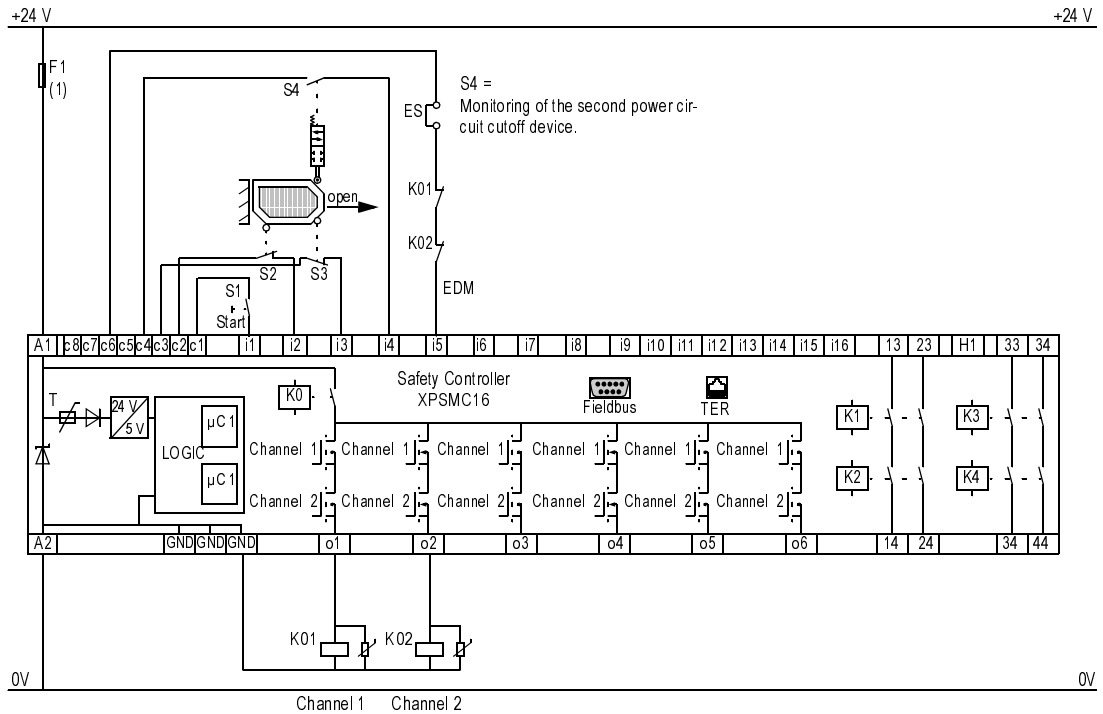 +24 V +24 V
F1
(1)
S4
ES
S4 =
Monitoring of the second power cir-
cuit cutoff device.
open
K01
K02
S2 S3
EDM
S1
Start
A1 c8 c7 c6 c5 c4 c3 c2 c1 i1 i2 i3 i4 i5 i6 i7 i8 i9 i10 i11 i12 i13 i14 i15 i16 13 23 H1 33 34
Safety Controller
XPSMC16
K0
Fieldbus
TER
T
24 V
5 V
LOGIC
µC1
µC1
K1 K3
K2 K4
Channel 1 Channel 1 Channel 1 Channel 1 Channel 1 Channel 1
Channel 2 Channel 2 Channel 2 Channel 2 Channel 2 Channel 2
A2 GND GND GND o1 o2 o3 o4 o5 o6 14 24 34 44
K01 K02
0V 0V
Channel 1 Channel 2